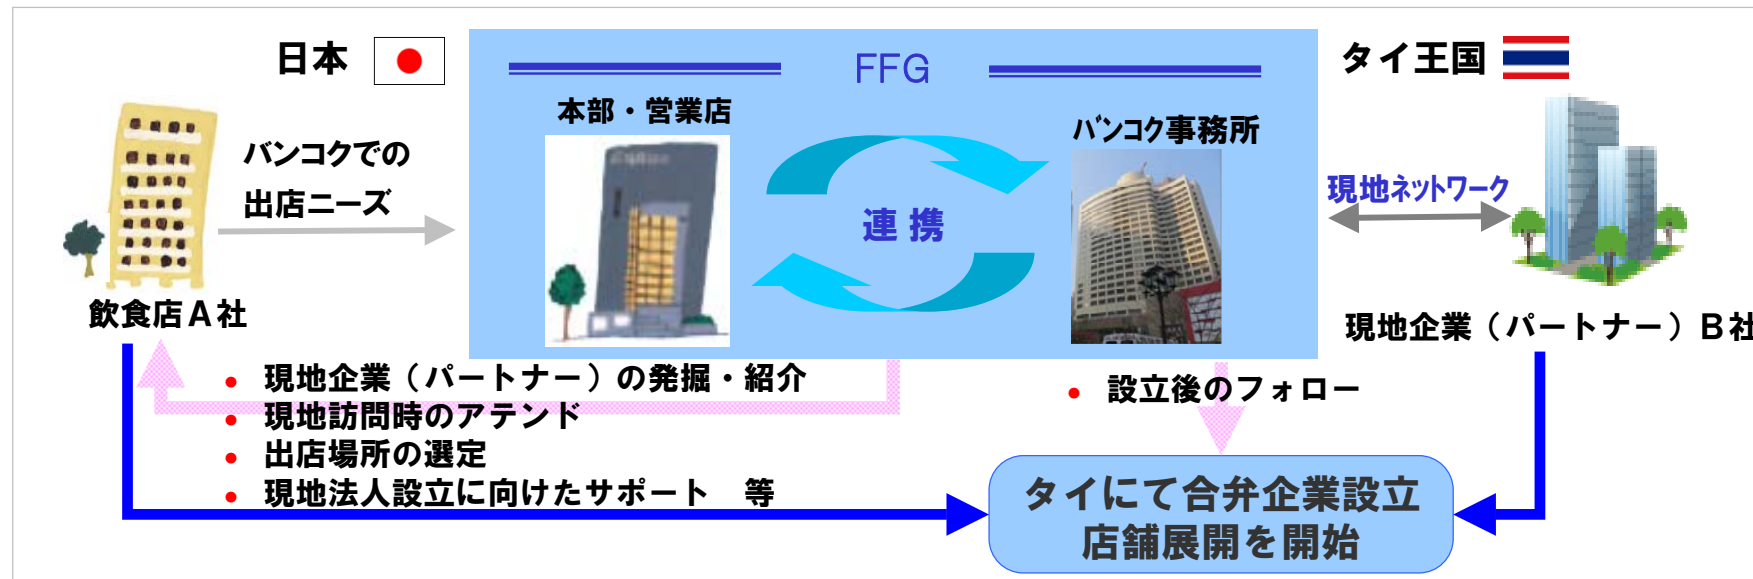 日本
FFG
タイ王国
本部・営業店
バンコク事務所
バンコクでの
出店ニーズ
連携
現地ネットワーク
飲食店A社
現地企業（パートナー）B社
• 現地企業（パートナー）の発掘・紹介
• 現地訪問時のアテンド
• 出店場所の選定
• 現地法人設立に向けたサポート　等
• 設立後のフォロー
タイにて合弁企業設立
店舗展開を開始